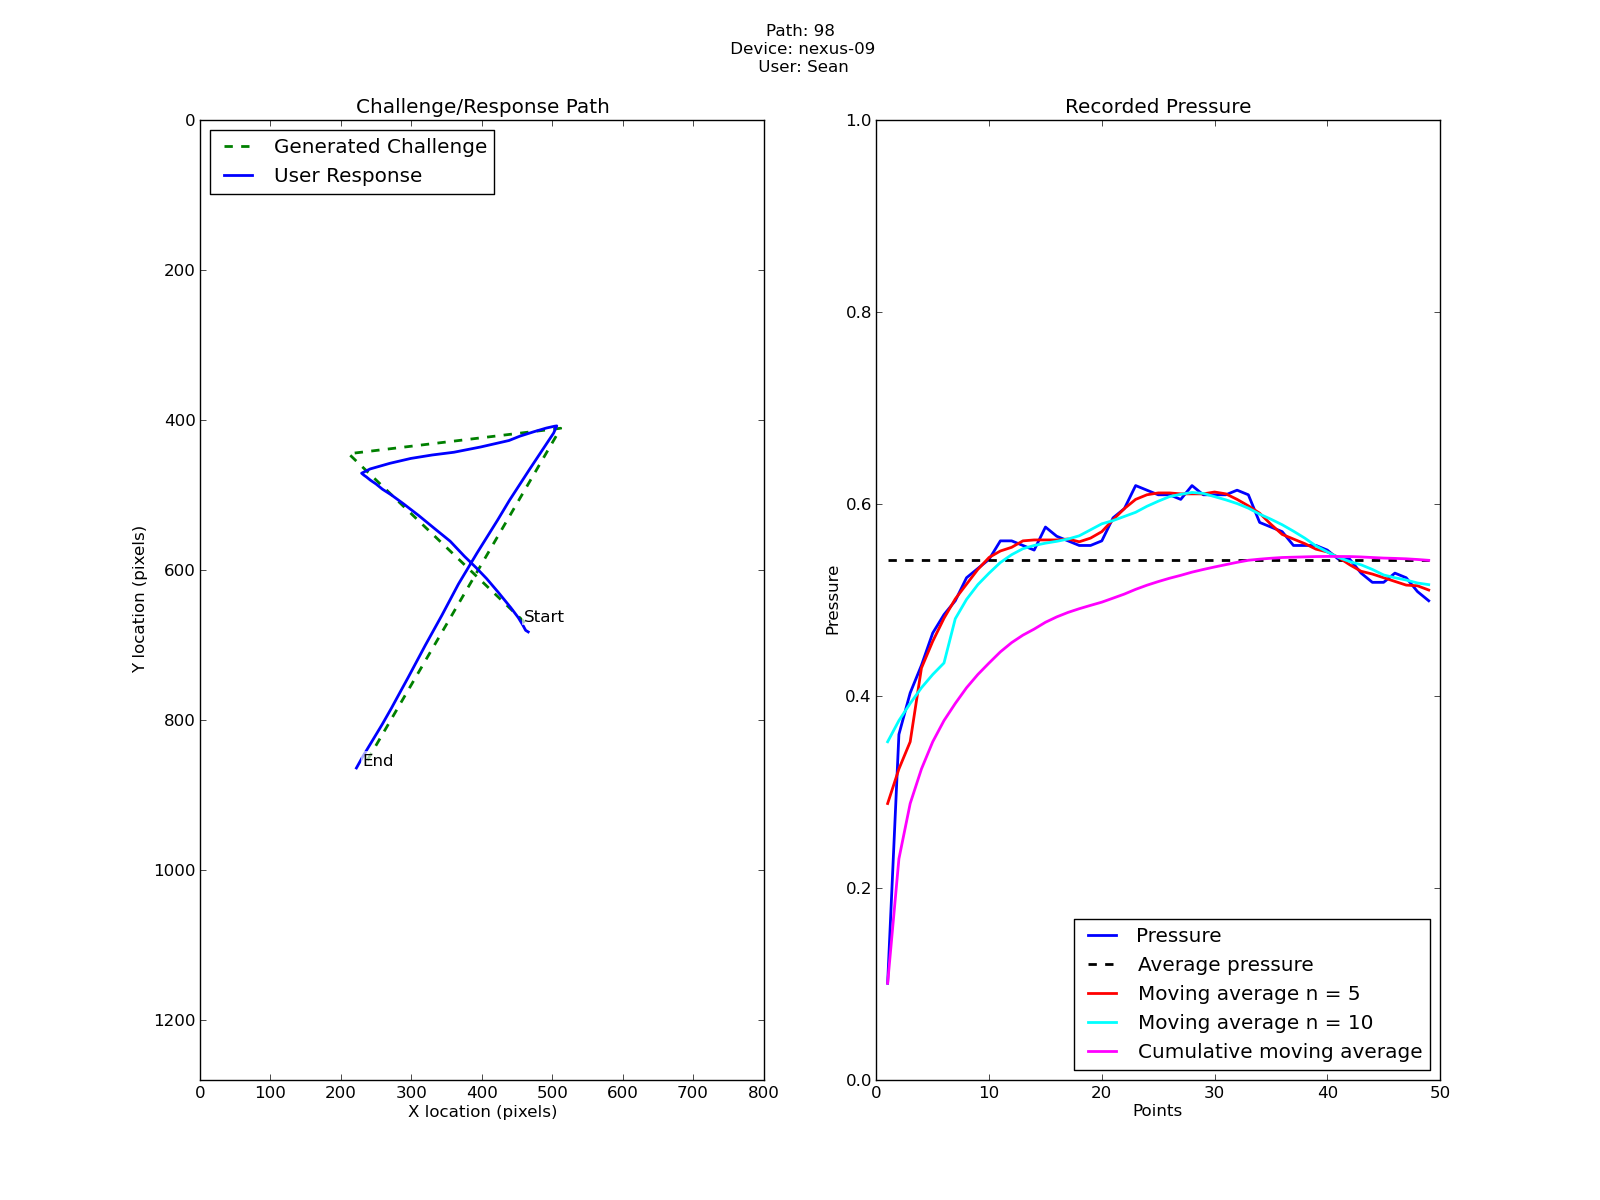 Path: 98
Device: nexus-09
User: Sean
Challenge/Response Path
Generated Challenge
User Response
0
200
400
600
800
1000
1200
Y location (pixels)
Start
End
0 100 200 300 400 500 600 700 800
X location (pixels)
Recorded Pressure
1.0
0.8
0.6
0.4
0.2
0.0
Pressure
Pressure
Average pressure
Moving average n = 5
Moving average n = 10
Cumulative moving average
0 10 20 30 40 50
Points